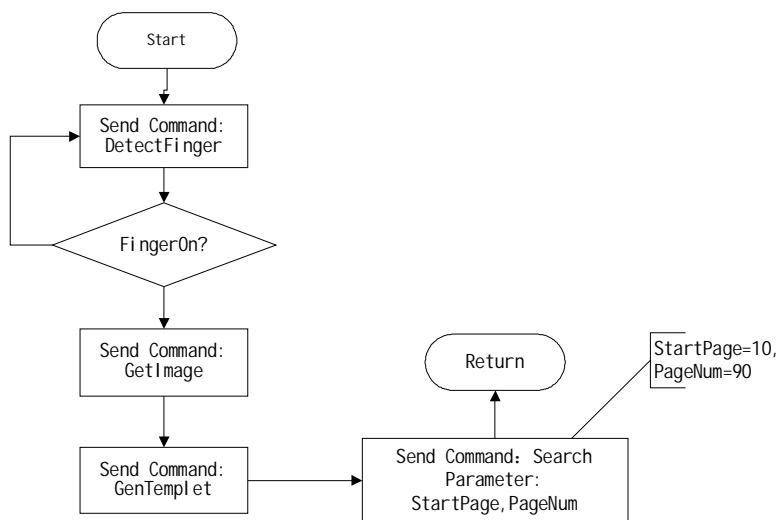 Start
Send Command:
DetectFinger
FingerOn?
Send Command:
GetImage
Send Command:
GenTemplet
Return
StartPage=10,
PageNum=90
Send Command: Search
Parameter:
StartPage,PageNum